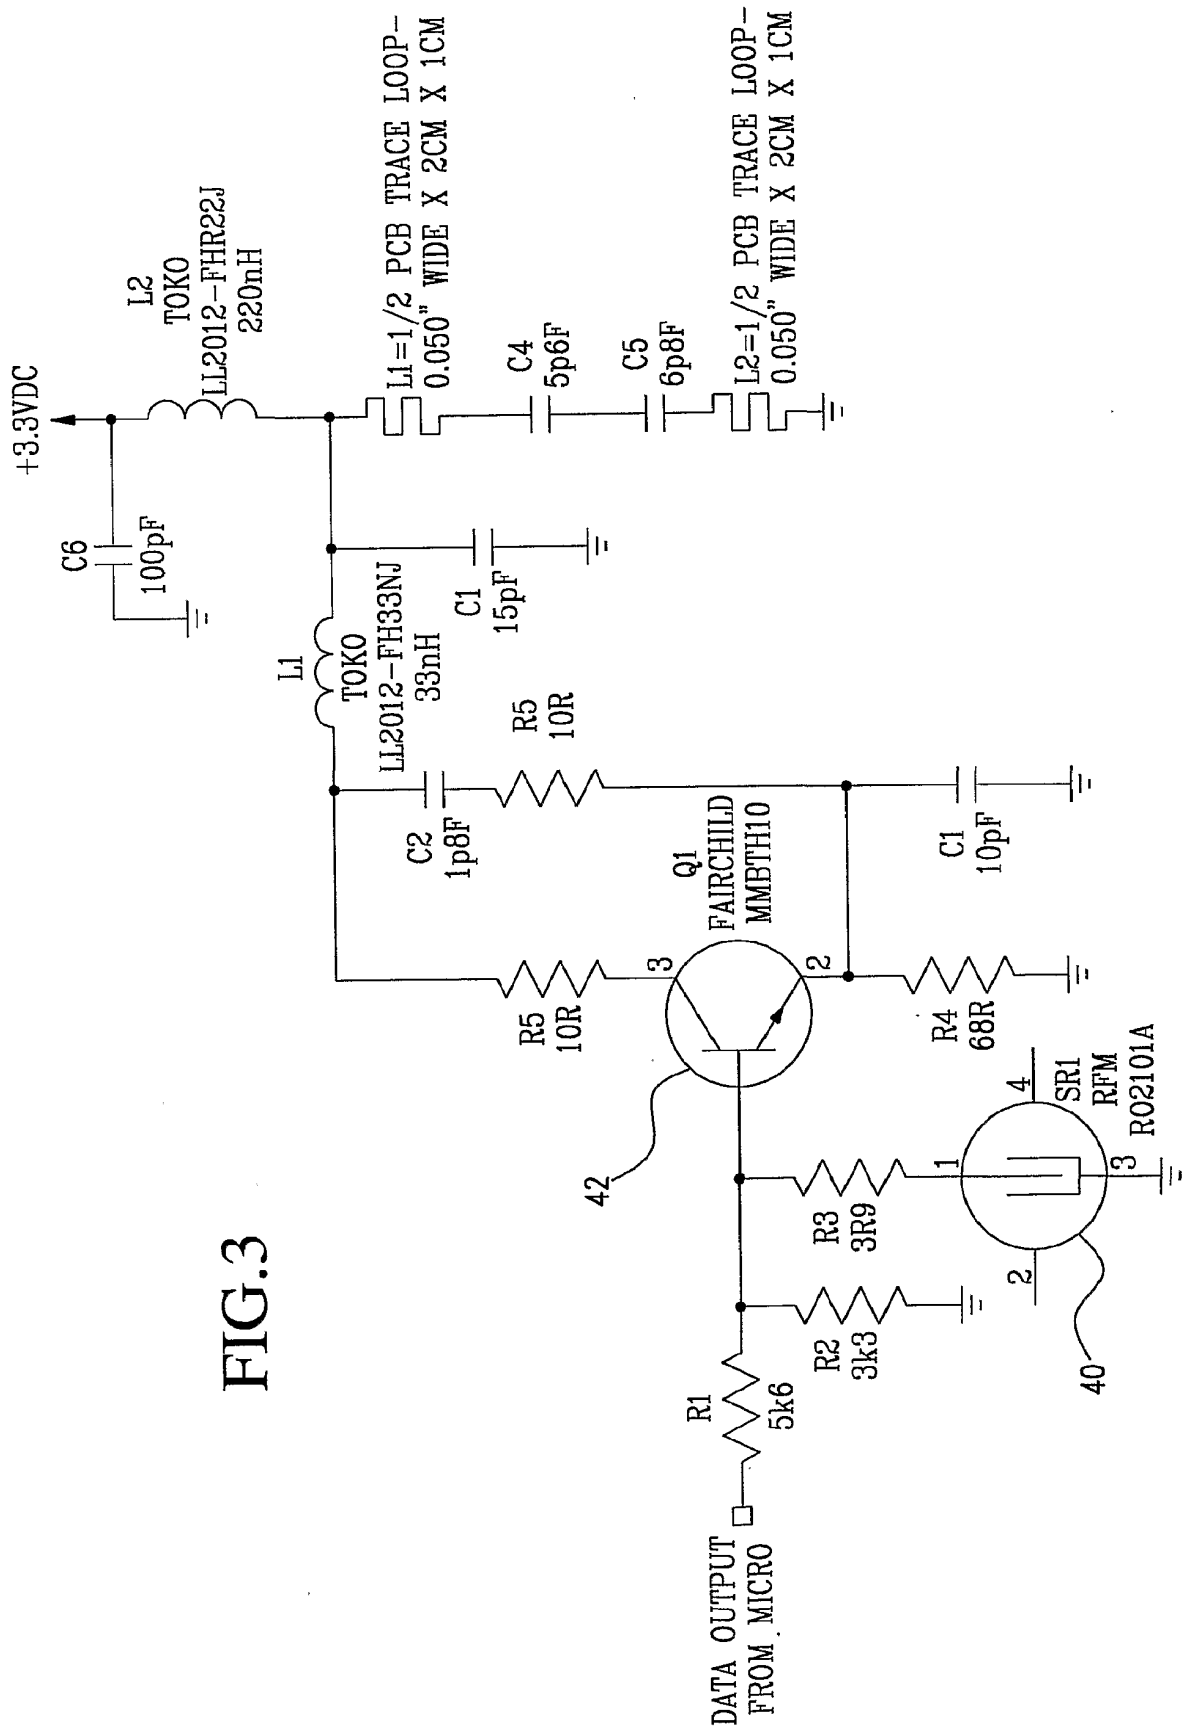 FIG.3
+3.3VDC
C6
100pF
L2
TOKO
LL2012-FHR22J
220nH
L1
TOKO
LL2012-FH33NJ
33nH
C1
15pF
L1=1/2 PCB TRACE LOOP-
0.050" WIDE X 2CM X 1CM
C4
5p6F
C5
6p8F
L2=1/2 PCB TRACE LOOP-
0.050" WIDE X 2CM X 1CM
C2
1p8F
R5
10R
R5
10R
Q1
FAIRCHILD
MMBTH10
3
2
42
C1
10pF
R4
68R
DATA OUTPUT
FROM MICRO
R1
5k6
R2
3k3
R3
3R9
1
2
3
4
SR1
RFM
RO2101A
40